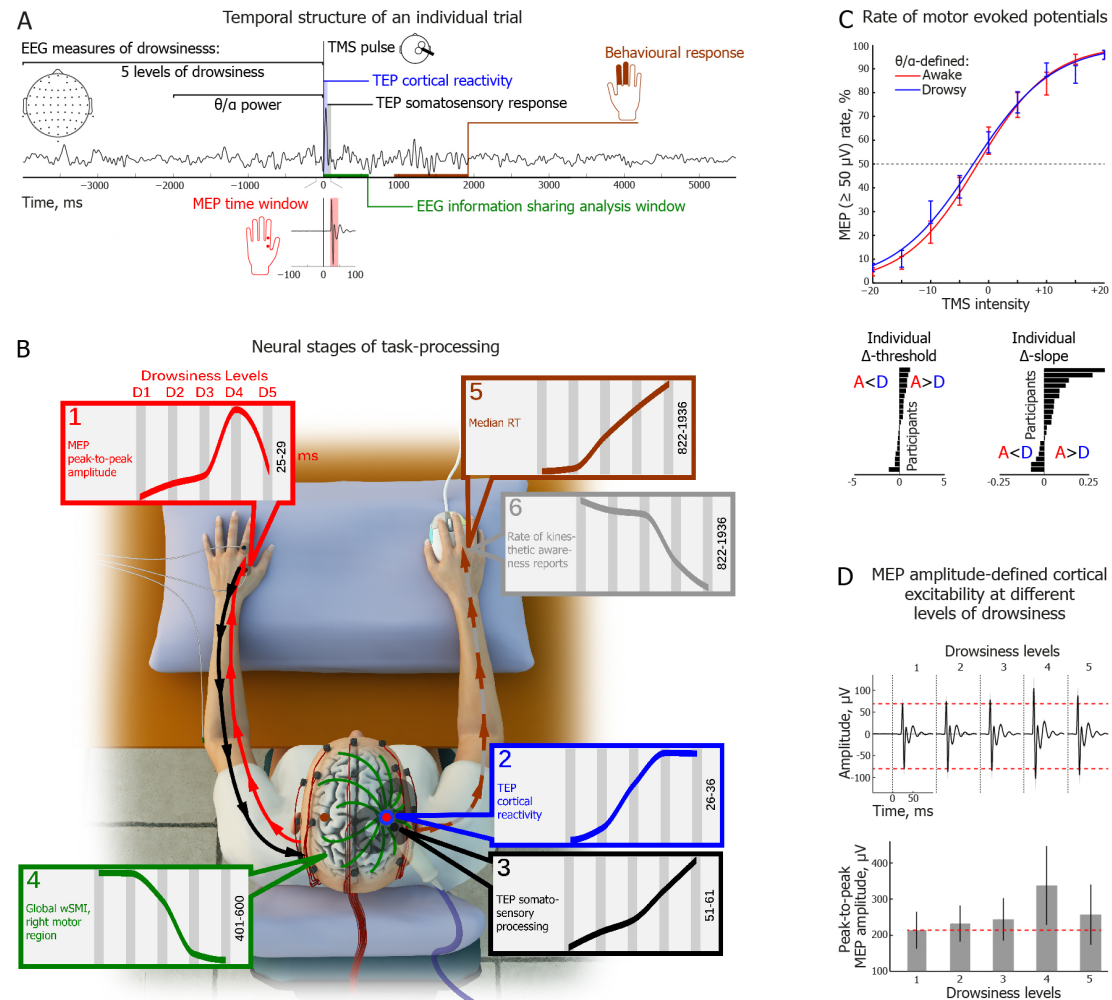 A
Temporal structure of an individual trial
EEG measures of drowsinesss:
TMS pulse
Behavioural response
5 levels of drowsiness
TEP cortical reactivity
θ/α power
TEP somatosensory response
−3000
−2000
−1000
0
1000
2000
3000
4000
5000
Time, ms
MEP time window
EEG information sharing analysis window
−100
0
100
B
Neural stages of task-processing
Drowsiness Levels
D1 D2 D3 D4 D5
1
MEP
peak-to-peak
amplitude
25-29
ms
5
Median RT
822-1936
6
Rate of kines-
thetic aware-
ness reports
822-1936
2
TEP
cortical
reactivity
26-36
3
TEP somato-
sensory
processing
51-61
4
Global wSMI,
right motor
region
401-600
C
Rate of motor evoked potentials
θ/α-defined:
Awake
Drowsy
MEP (≥ 50 µV) rate, %
100
90
80
70
60
50
40
30
20
10
0
−20
−10
0
+10
+20
TMS intensity
Individual
Δ-threshold
A<D
A>D
Participants
-5
0
5
Individual
Δ-slope
Participants
A<D
A>D
-0.25
0
0.25
D
MEP amplitude-defined cortical
excitability at different
levels of drowsiness
Drowsiness levels
1 2 3 4 5
Amplitude, µV
100
50
0
-50
-100
0 50
Time, ms
Peak-to-peak
MEP amplitude, µV
400
300
200
100
1 2 3 4 5
Drowsiness levels